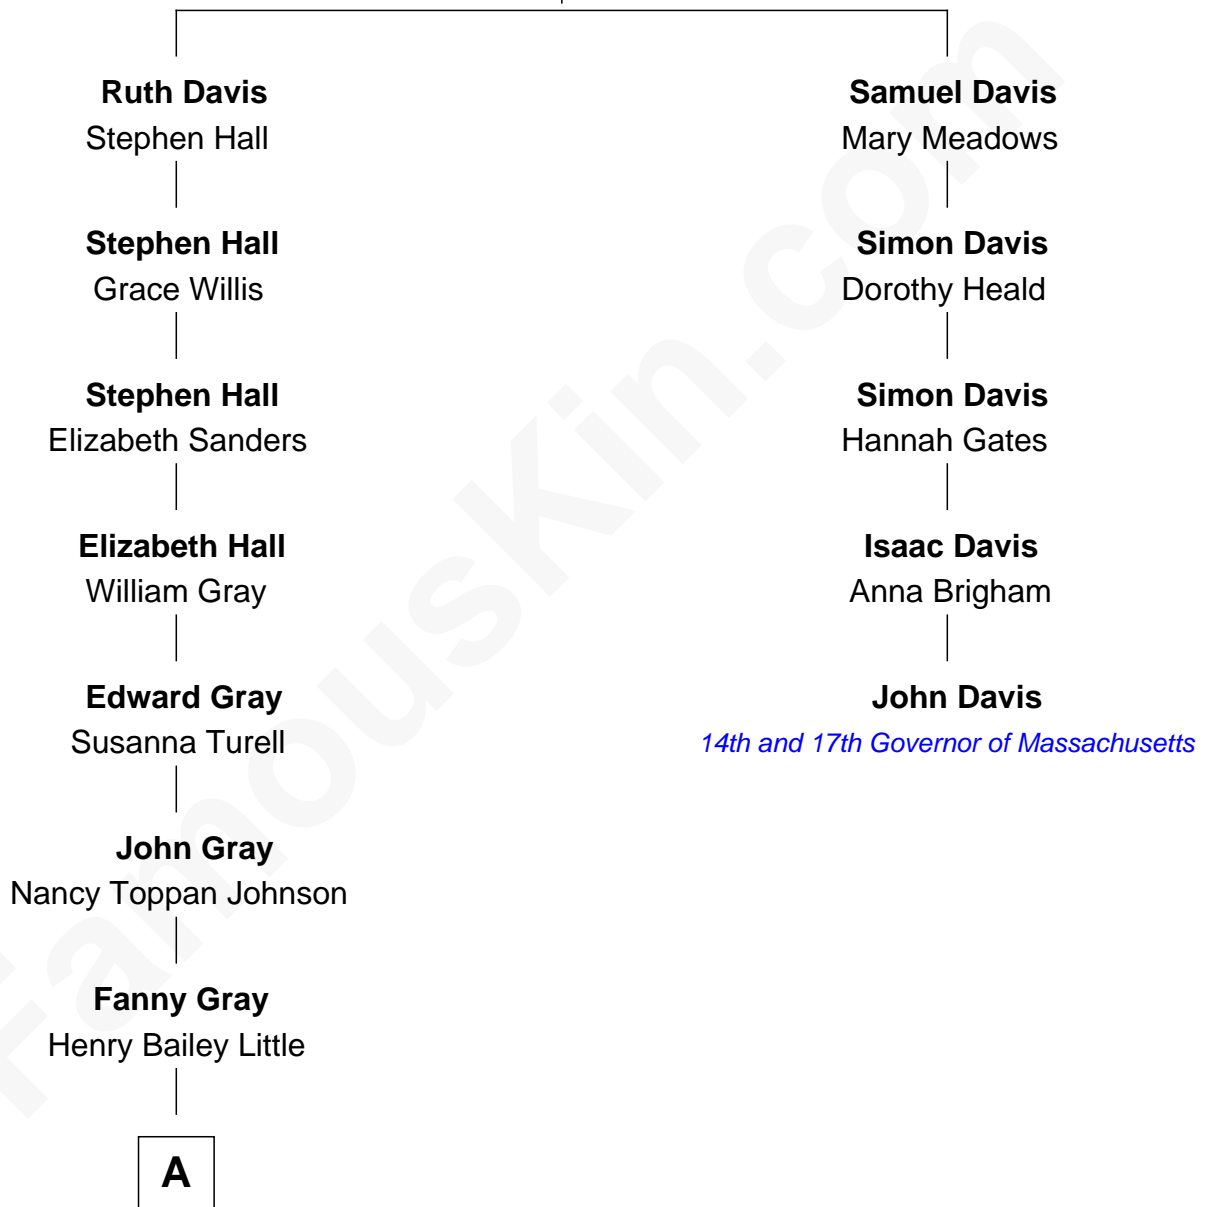 Ruth Davis
Stephen Hall
Stephen Hall
Grace Willis
Stephen Hall
Elizabeth Sanders
Elizabeth Hall
William Gray
Edward Gray
Susanna Turell
John Gray
Nancy Toppan Johnson
Fanny Gray
Henry Bailey Little
A
Samuel Davis
Mary Meadows
Simon Davis
Dorothy Heald
Simon Davis
Hannah Gates
Isaac Davis
Anna Brigham
John Davis
14th and 17th Governor of Massachusetts
FamousKin.com